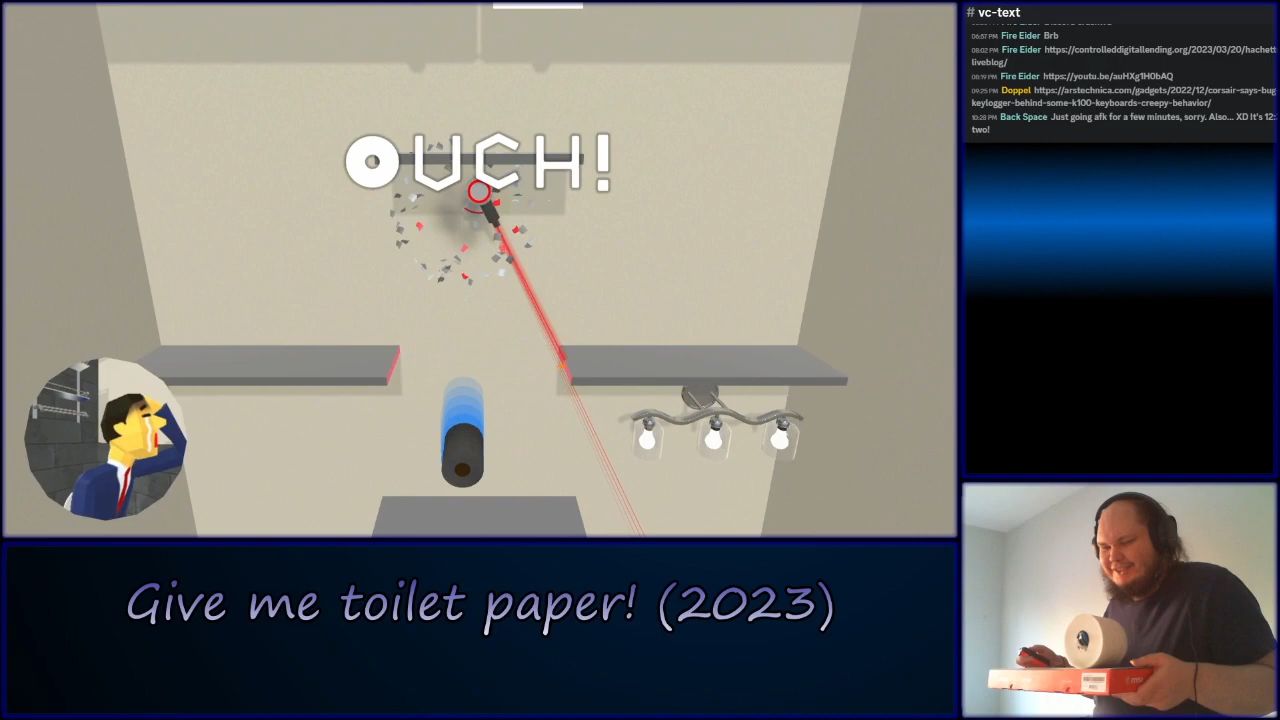 OUCH!
Give me toilet paper! (2023)
# vc-text
06:57 PM Fire Eider Brb
08:02 PM Fire Eider https://controlleddigitallending.org/2023/03/20/hachett
liveblog/
08:19 PM Fire Eider https://youtu.be/auHXg1H0bAQ
09:25 PM Doppel https://arstechnica.com/gadgets/2022/12/corsair-says-bug
keylogger-behind-some-k100-keyboards-creepy-behavior/
10:28 PM Back Space Just going afk for a few minutes, sorry. Also... XD It's 12:
two!